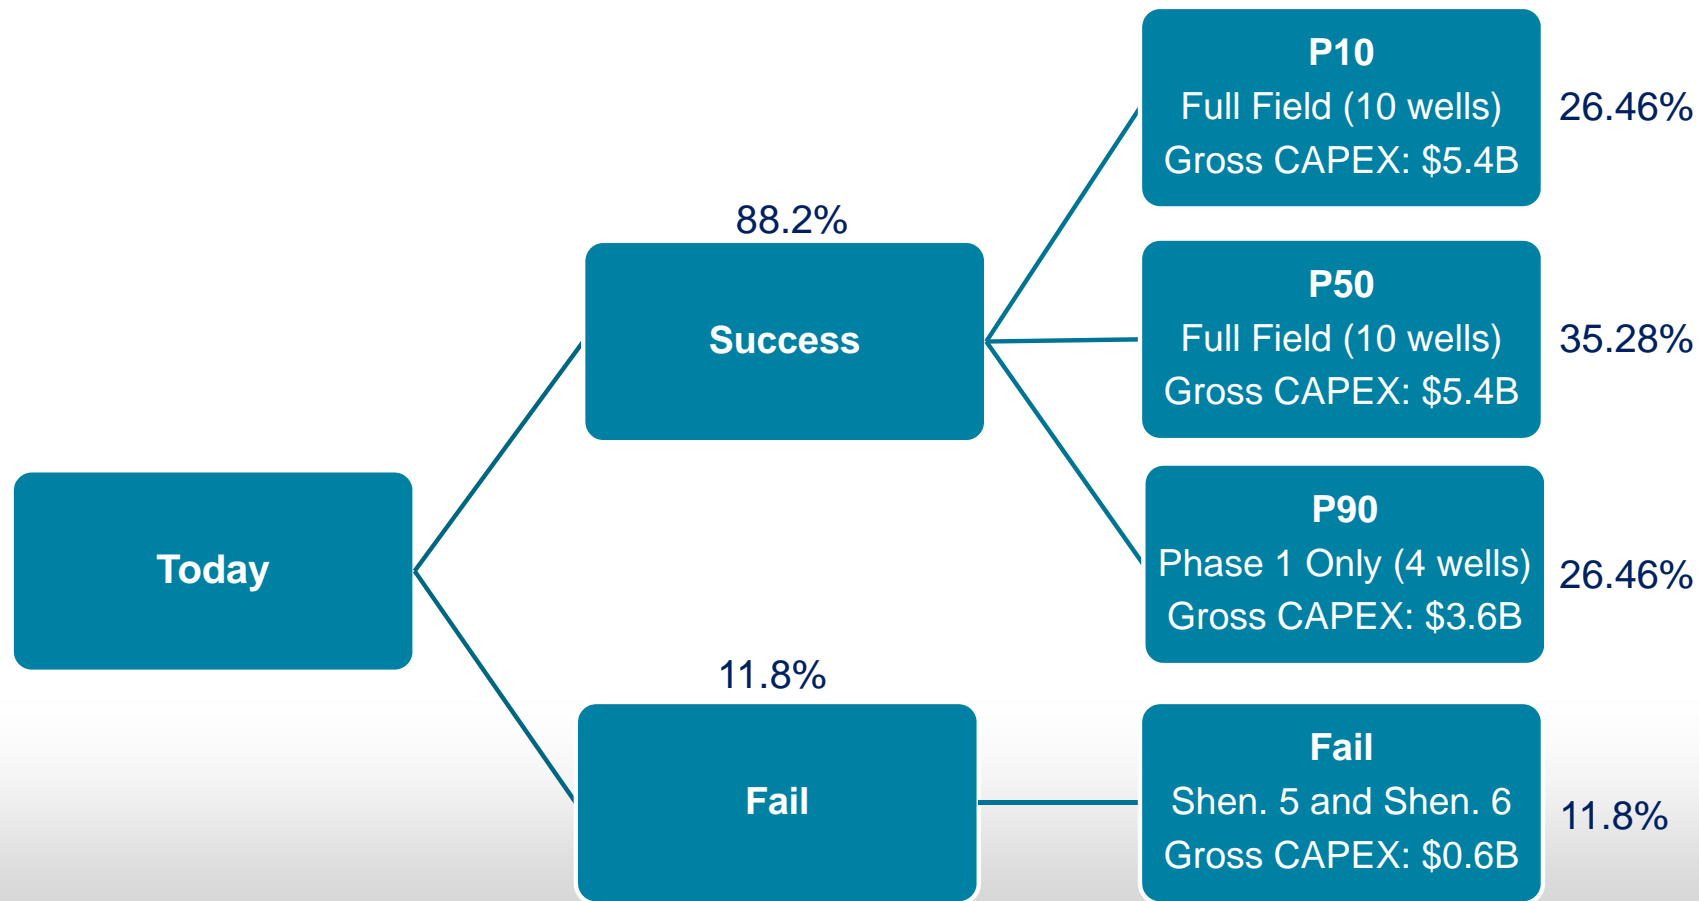 P10
Full Field (10 wells)
Gross CAPEX: $5.4B
26.46%
88.2%
Success
P50
Full Field (10 wells)
Gross CAPEX: $5.4B
35.28%
P90
Phase 1 Only (4 wells)
Gross CAPEX: $3.6B
26.46%
Today
11.8%
Fail
Fail
Shen. 5 and Shen. 6
Gross CAPEX: $0.6B
11.8%